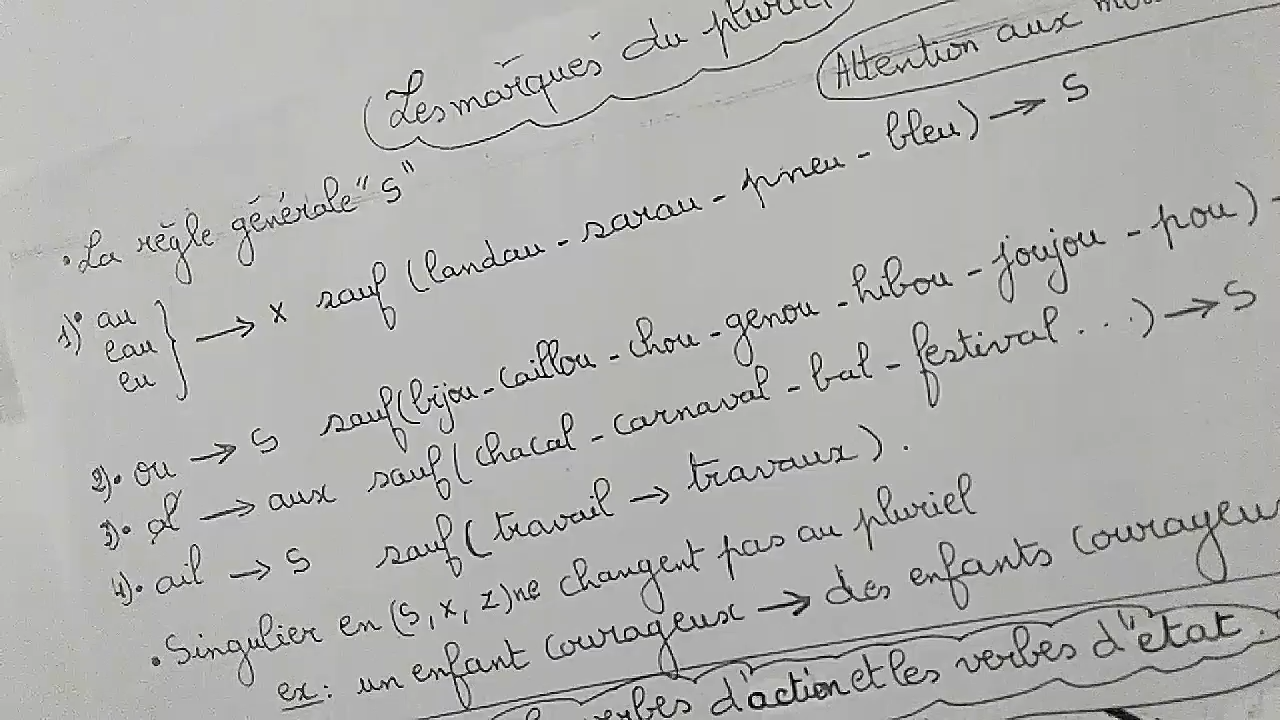 Les marques du pluriel
Attention aux
• La règle générale "s"
1)• au
eau
eu
→ x sauf (landau - sarau - pneu - bleu) → s
2)• ou → s sauf (bijou - caillou - chou - genou - hibou - joujou - pou)
3)• al → aux sauf (chacal - carnaval - bal - festival ...) → s
4)• ail → s sauf (travail → travaux).
• Singulier en (s, x, z) ne changent pas au pluriel
ex: un enfant courageux → des enfants courageu
verbes d'action et les verbes d'état.